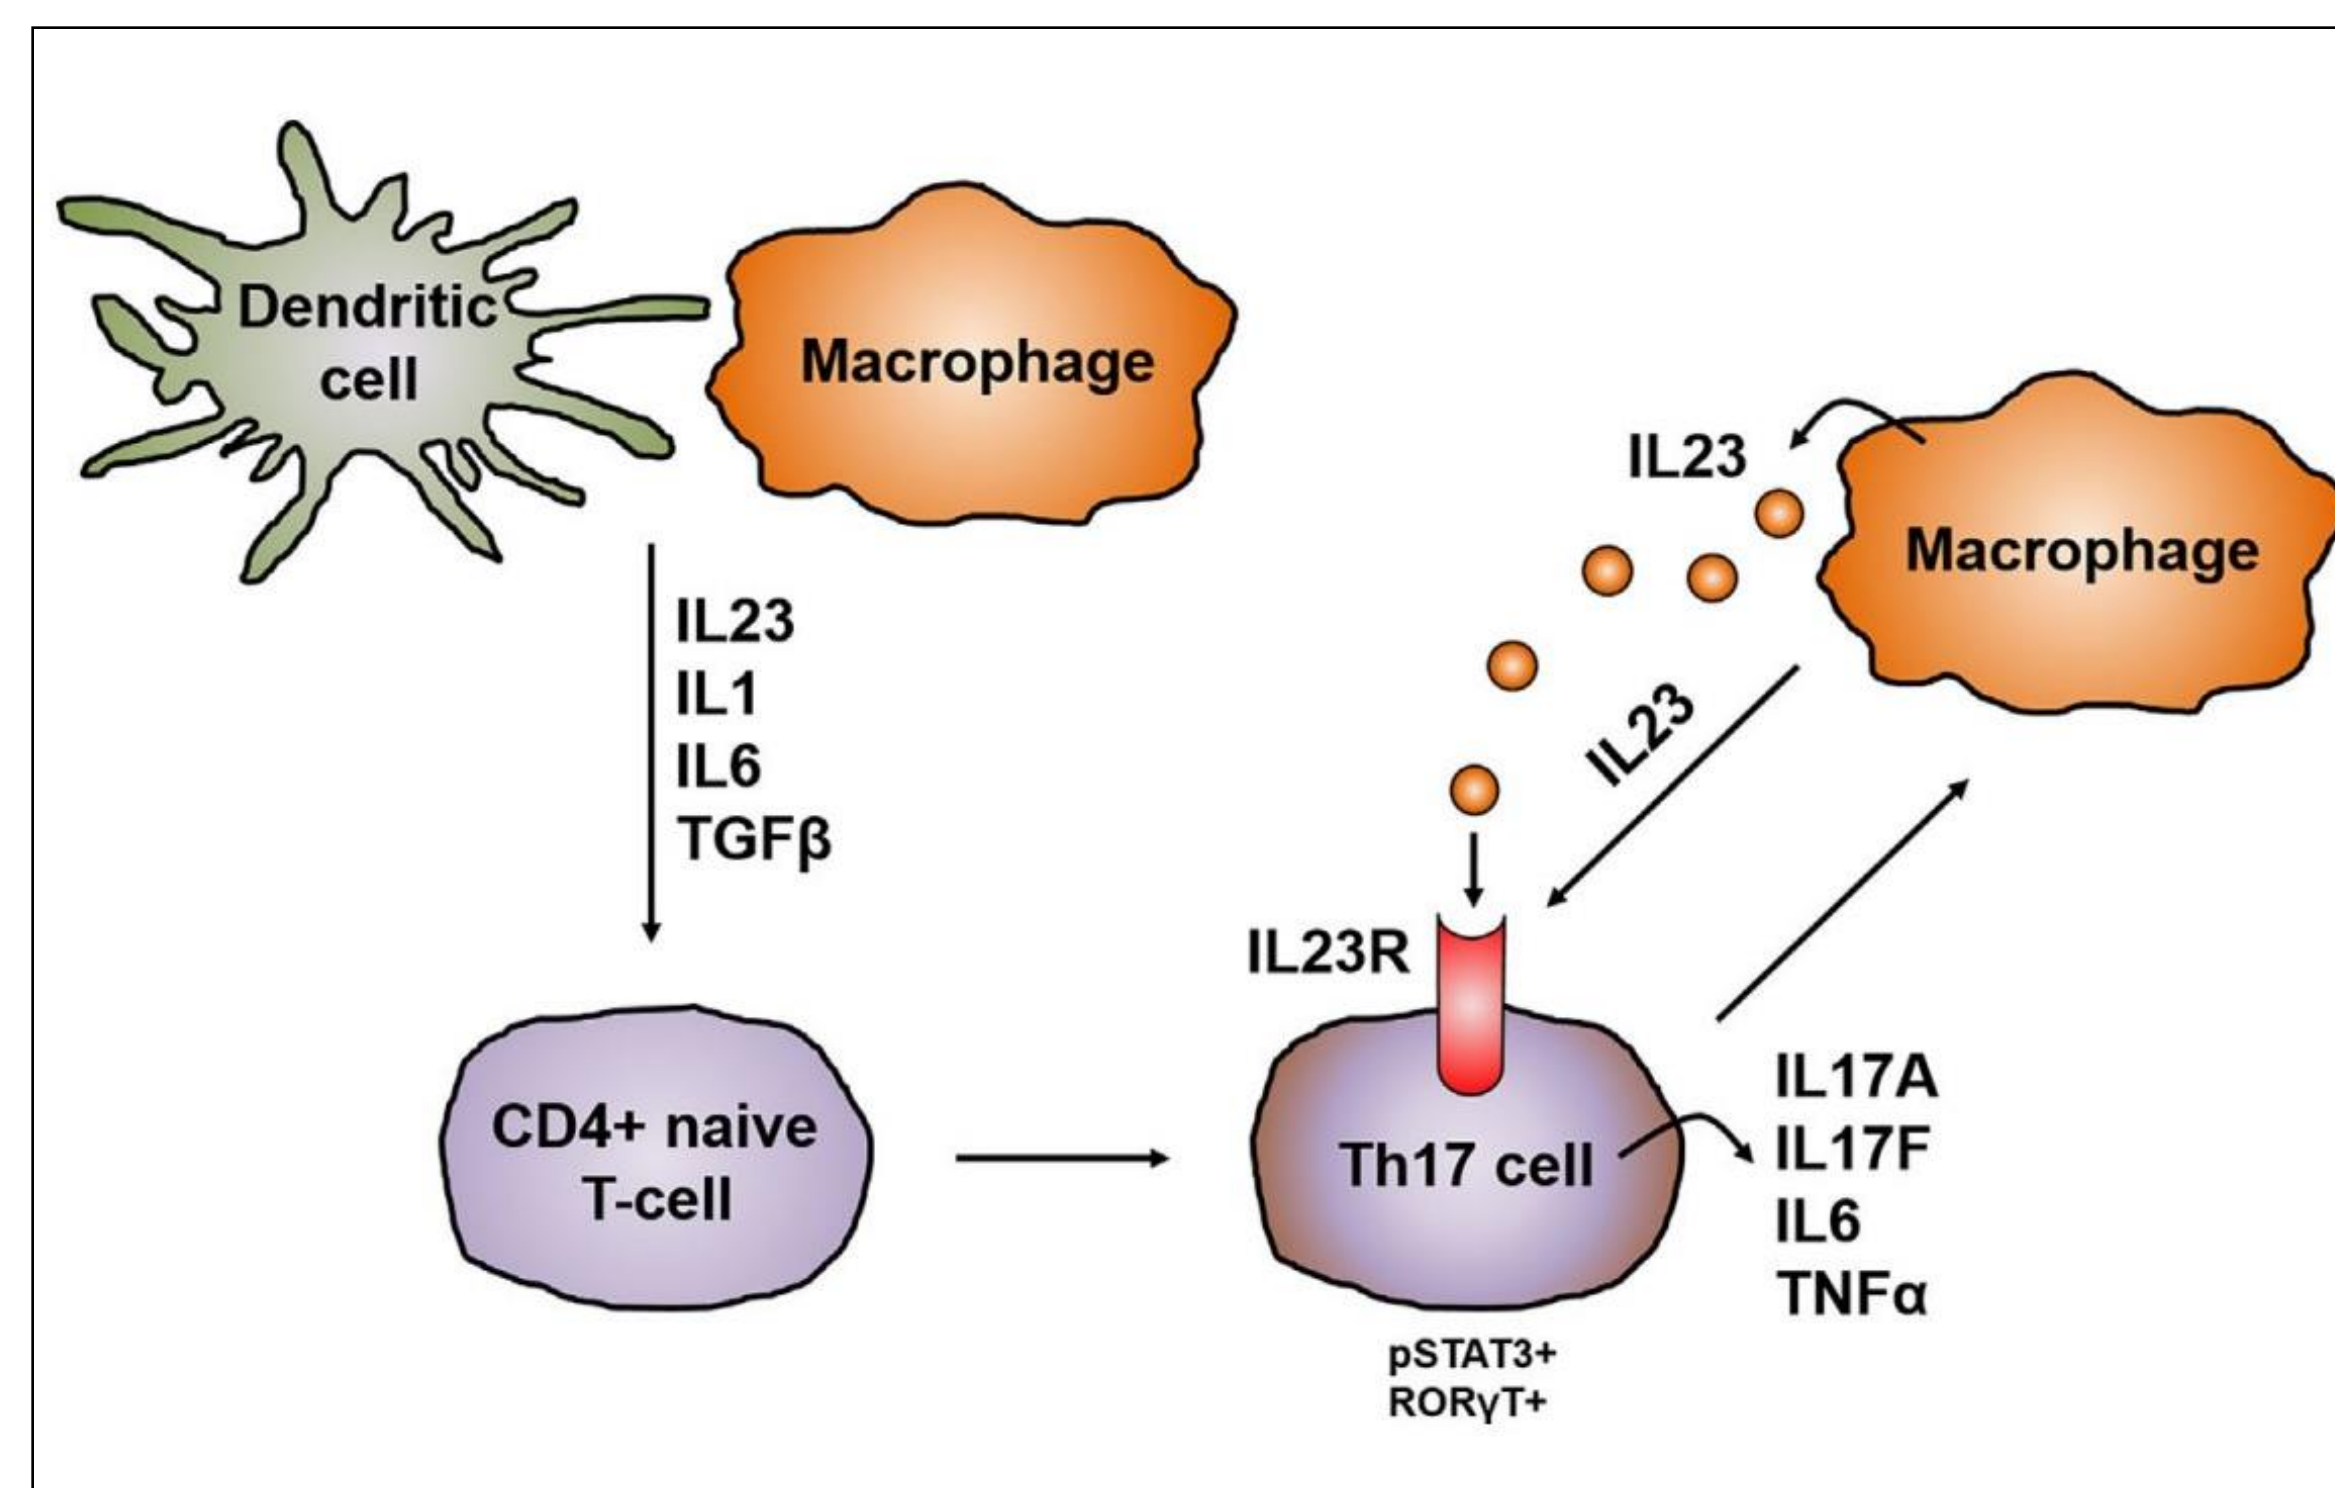 Dendritic
cell
Macrophage
IL23
IL1
IL6
TGFβ
CD4+ naive
T-cell
IL23
Macrophage
IL23
IL23R
Th17 cell
IL17A
IL17F
IL6
TNFα
pSTAT3+
RORγT+